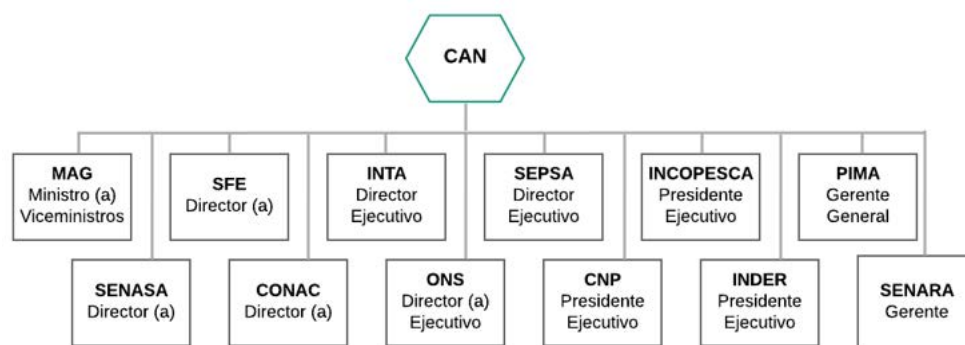 CAN
MAG
Ministro (a)
Viceministros
SFE
Director (a)
INTA
Director
Ejecutivo
SEPSA
Director
Ejecutivo
INCOPESCA
Presidente
Ejecutivo
PIMA
Gerente
General
SENASA
Director (a)
CONAC
Director (a)
ONS
Director (a)
Ejecutivo
CNP
Presidente
Ejecutivo
INDER
Presidente
Ejecutivo
SENARA
Gerente